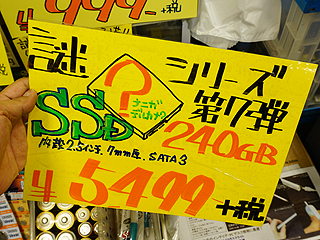 謎 シリーズ
第7弾
?
ナニが
デルカナ?
SSD
240GB
内蔵2.5インチ、7mm厚、SATA3
¥5499
+税